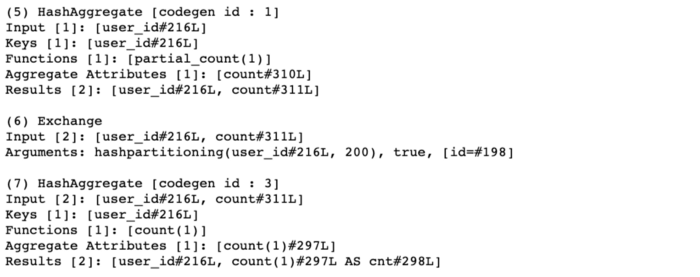 (5) HashAggregate [codegen id : 1]
Input [1]: [user_id#216L]
Keys [1]: [user_id#216L]
Functions [1]: [partial_count(1)]
Aggregate Attributes [1]: [count#310L]
Results [2]: [user_id#216L, count#311L]
(6) Exchange
Input [2]: [user_id#216L, count#311L]
Arguments: hashpartitioning(user_id#216L, 200), true, [id=#198]
(7) HashAggregate [codegen id : 3]
Input [2]: [user_id#216L, count#311L]
Keys [1]: [user_id#216L]
Functions [1]: [count(1)]
Aggregate Attributes [1]: [count(1)#297L]
Results [2]: [user_id#216L, count(1)#297L AS cnt#298L]